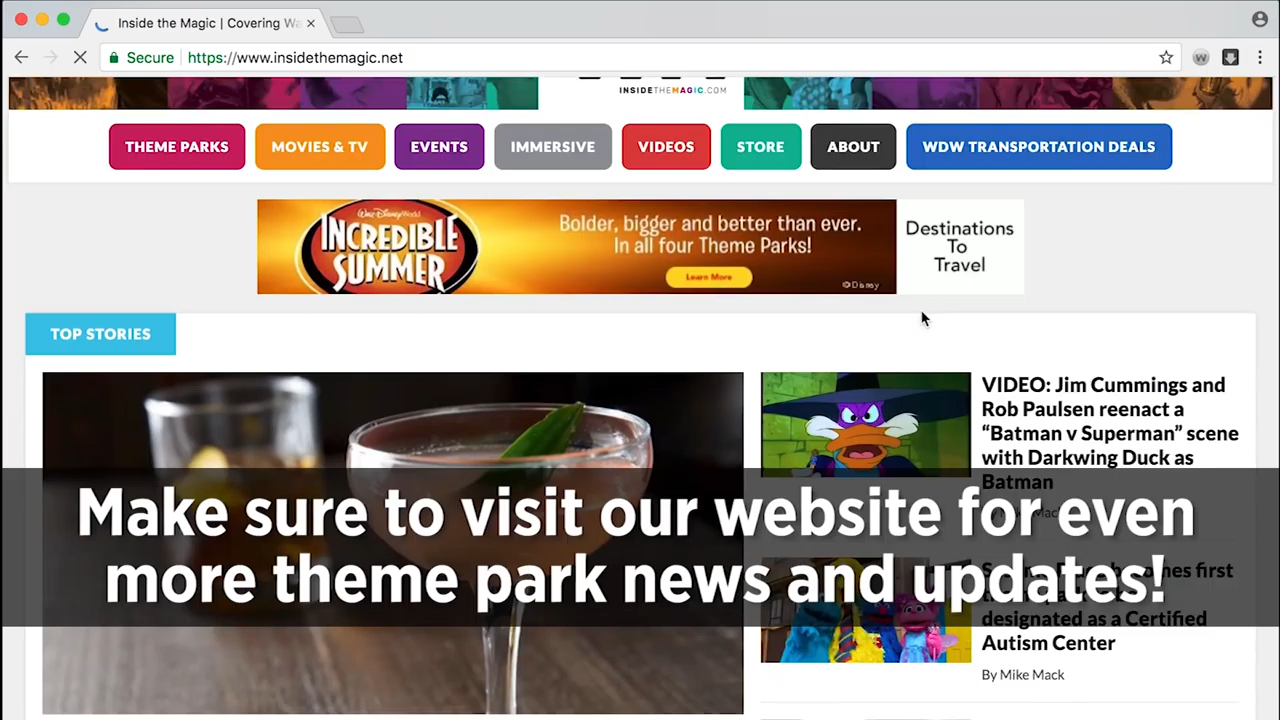 Inside the Magic | Covering Wa
Secure
https://www.insidethemagic.net
INSIDETHEMAGIC.COM
THEME PARKS
MOVIES & TV
EVENTS
IMMERSIVE
VIDEOS
STORE
ABOUT
WDW TRANSPORTATION DEALS
Walt Disney World
INCREDIBLE
SUMMER
Bolder, bigger and better than ever.
In all four Theme Parks!
Learn More
©Disney
Destinations
To
Travel
TOP STORIES
VIDEO: Jim Cummings and
Rob Paulsen reenact a
“Batman v Superman” scene
with Darkwing Duck as
Batman
Make sure to visit our website for even
more theme park news and updates!
first
designated as a Certified
Autism Center
By Mike Mack